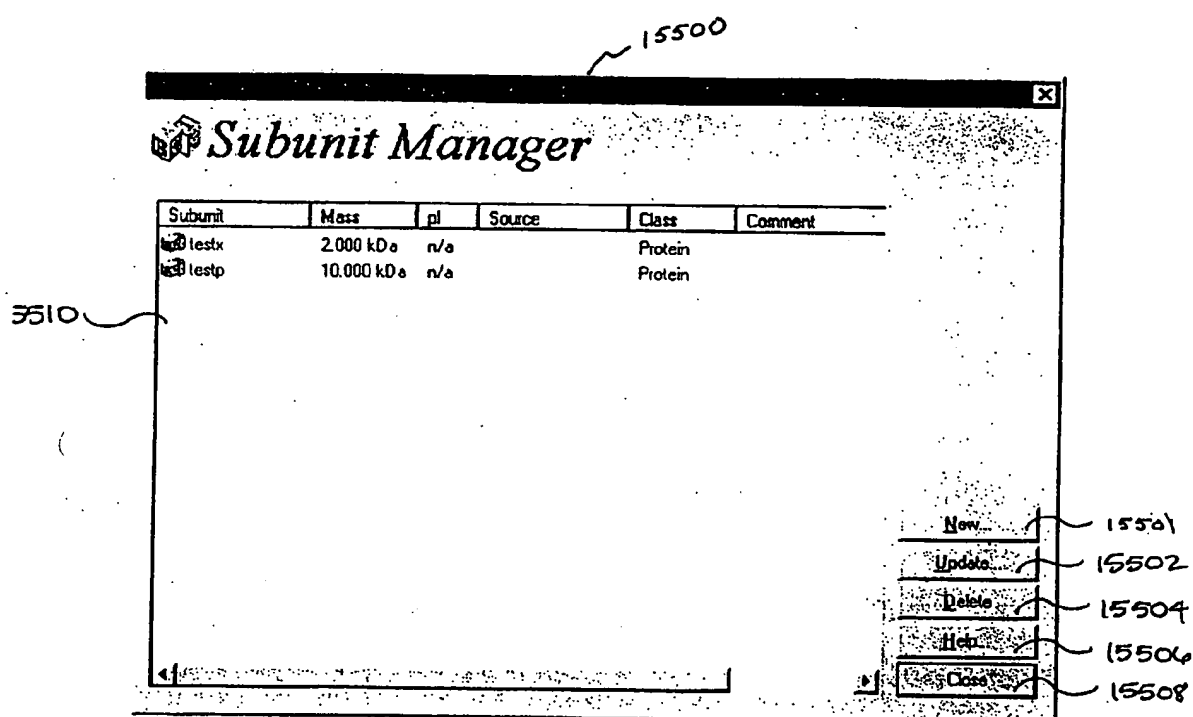 15500
Subunit Manager
Subunit Mass pI Source Class Comment
testx 2.000 kDa n/a Protein
testp 10.000 kDa n/a Protein
3510
New... 15501
Update... 15502
Delete 15504
Help... 15506
Close 15508